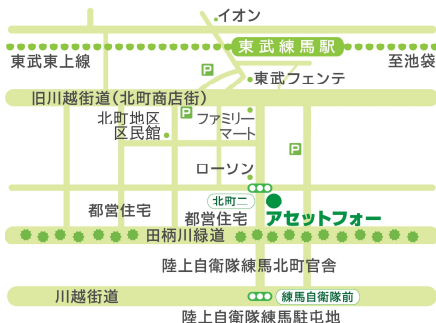 イオン
東武練馬駅
東武東上線
至池袋
P
東武フェンテ
旧川越街道(北町商店街)
北町地区
区民館
P
ファミリー
マート
P
ローソン
北町二
アセットフォー
都営住宅
都営住宅
田柄川緑道
陸上自衛隊練馬北町官舎
川越街道
練馬自衛隊前
陸上自衛隊練馬駐屯地